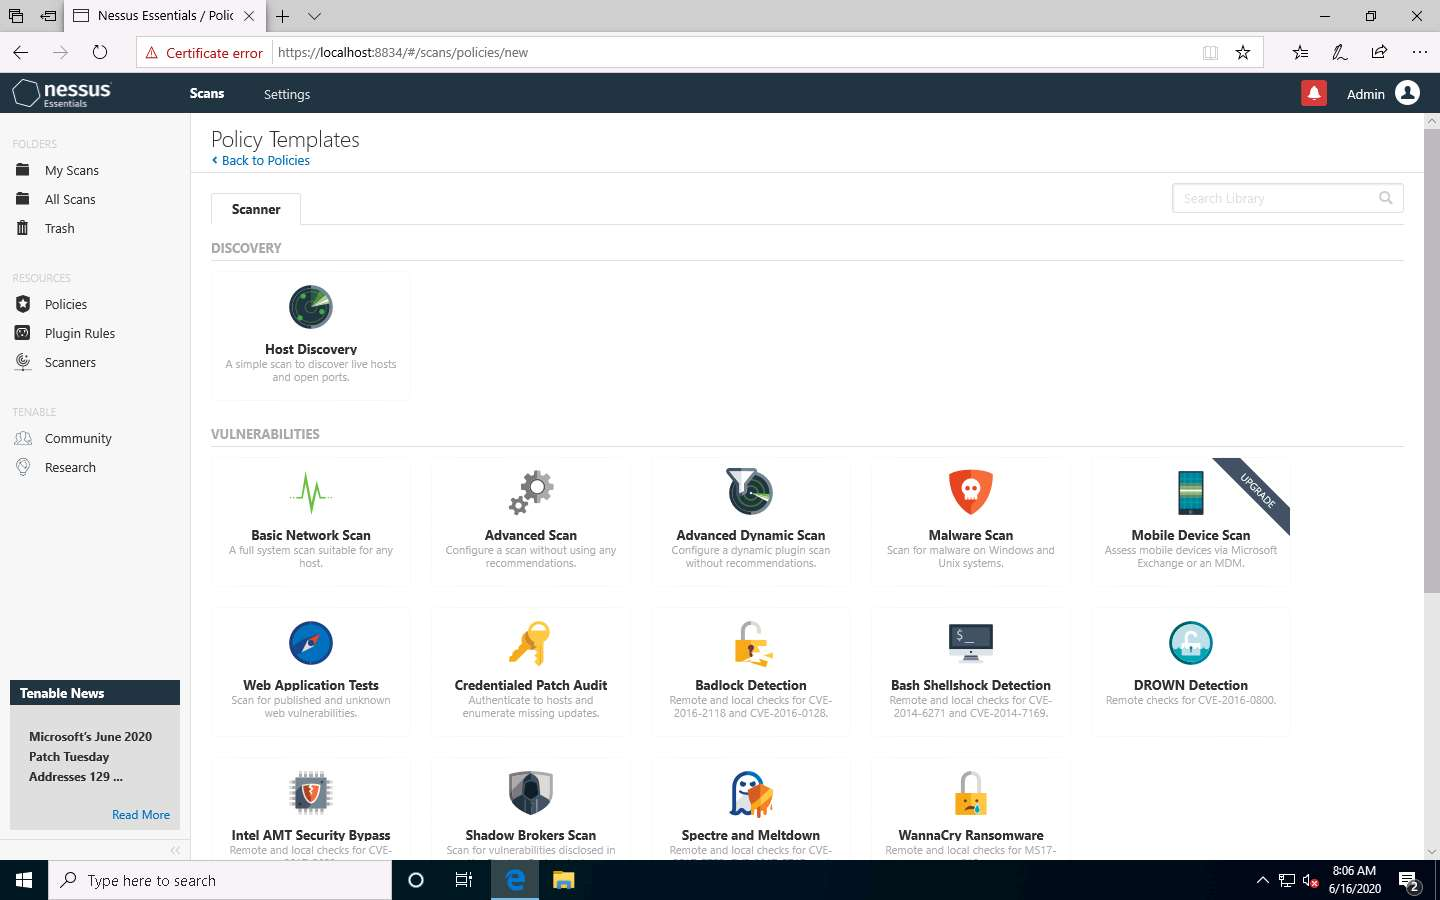 Nessus Essentials / Polic
Certificate error
https://localhost:8834/#/scans/policies/new
nessus
Essentials
Scans
Settings
Admin
FOLDERS
My Scans
All Scans
Trash
RESOURCES
Policies
Plugin Rules
Scanners
TENABLE
Community
Research
Tenable News
Microsoft's June 2020
Patch Tuesday
Addresses 129 ...
Read More
Policy Templates
Back to Policies
Scanner
Search Library
DISCOVERY
Host Discovery
A simple scan to discover live hosts
and open ports.
VULNERABILITIES
Basic Network Scan
A full system scan suitable for any
host.
Advanced Scan
Configure a scan without using any
recommendations.
Advanced Dynamic Scan
Configure a dynamic plugin scan
without recommendations.
Malware Scan
Scan for malware on Windows and
Unix systems.
UPGRADE
Mobile Device Scan
Assess mobile devices via Microsoft
Exchange or an MDM.
Web Application Tests
Scan for published and unknown
web vulnerabilities.
Credentialed Patch Audit
Authenticate to hosts and
enumerate missing updates.
Badlock Detection
Remote and local checks for CVE-
2016-2118 and CVE-2016-0128.
$_
Bash Shellshock Detection
Remote and local checks for CVE-
2014-6271 and CVE-2014-7169.
DROWN Detection
Remote checks for CVE-2016-0800.
Intel AMT Security Bypass
Remote and local checks for CVE-
Shadow Brokers Scan
Scan for vulnerabilities disclosed in
Spectre and Meltdown
Remote and local checks for CVE-
WannaCry Ransomware
Remote and local checks for MS17-
Type here to search
8:06 AM
6/16/2020
2